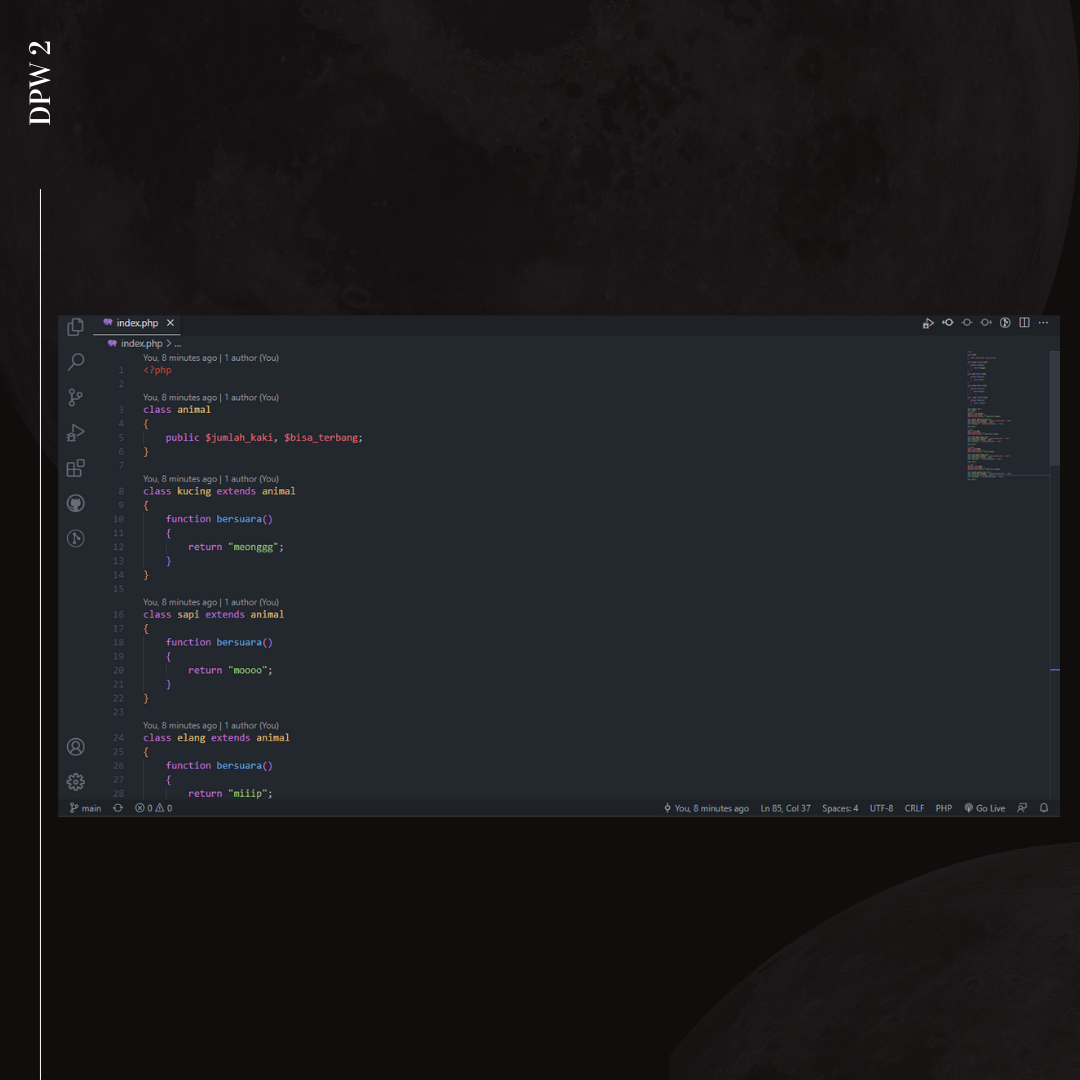 DPW 2
index.php
index.php > ...
You, 8 minutes ago | 1 author (You)
1 <?php
2
You, 8 minutes ago | 1 author (You)
3 class animal
4 {
5 public $jumlah_kaki, $bisa_terbang;
6 }
7
You, 8 minutes ago | 1 author (You)
8 class kucing extends animal
9 {
10 function bersuara()
11 {
12 return "meonggg";
13 }
14 }
15
You, 8 minutes ago | 1 author (You)
16 class sapi extends animal
17 {
18 function bersuara()
19 {
20 return "moooo";
21 }
22 }
23
You, 8 minutes ago | 1 author (You)
24 class elang extends animal
25 {
26 function bersuara()
27 {
28 return "miiip";
main 0 0 You, 8 minutes ago Ln 85, Col 37 Spaces: 4 UTF-8 CRLF PHP Go Live